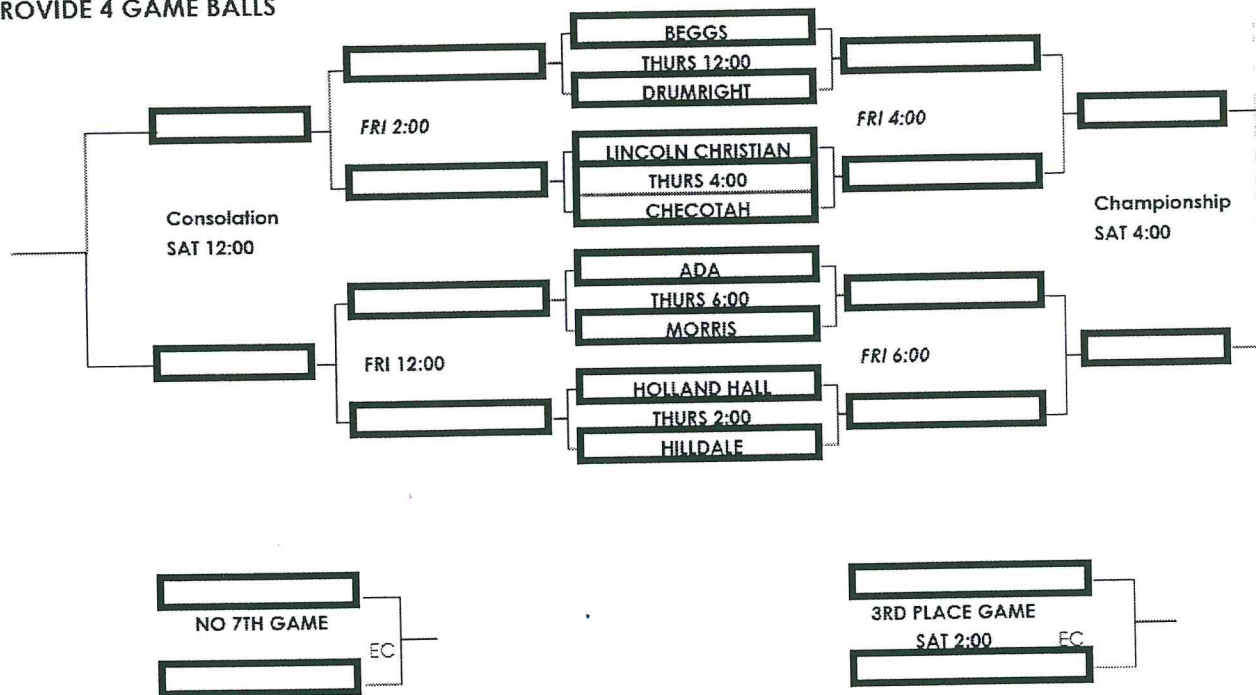 ROVIDE 4 GAME BALLS
BEGGS
THURS 12:00
DRUMRIGHT
FRI 2:00
FRI 4:00
LINCOLN CHRISTIAN
THURS 4:00
CHECOTAH
Consolation
SAT 12:00
Championship
SAT 4:00
ADA
THURS 6:00
MORRIS
FRI 12:00
FRI 6:00
HOLLAND HALL
THURS 2:00
HILLDALE
NO 7TH GAME
EC
3RD PLACE GAME
SAT 2:00 EC